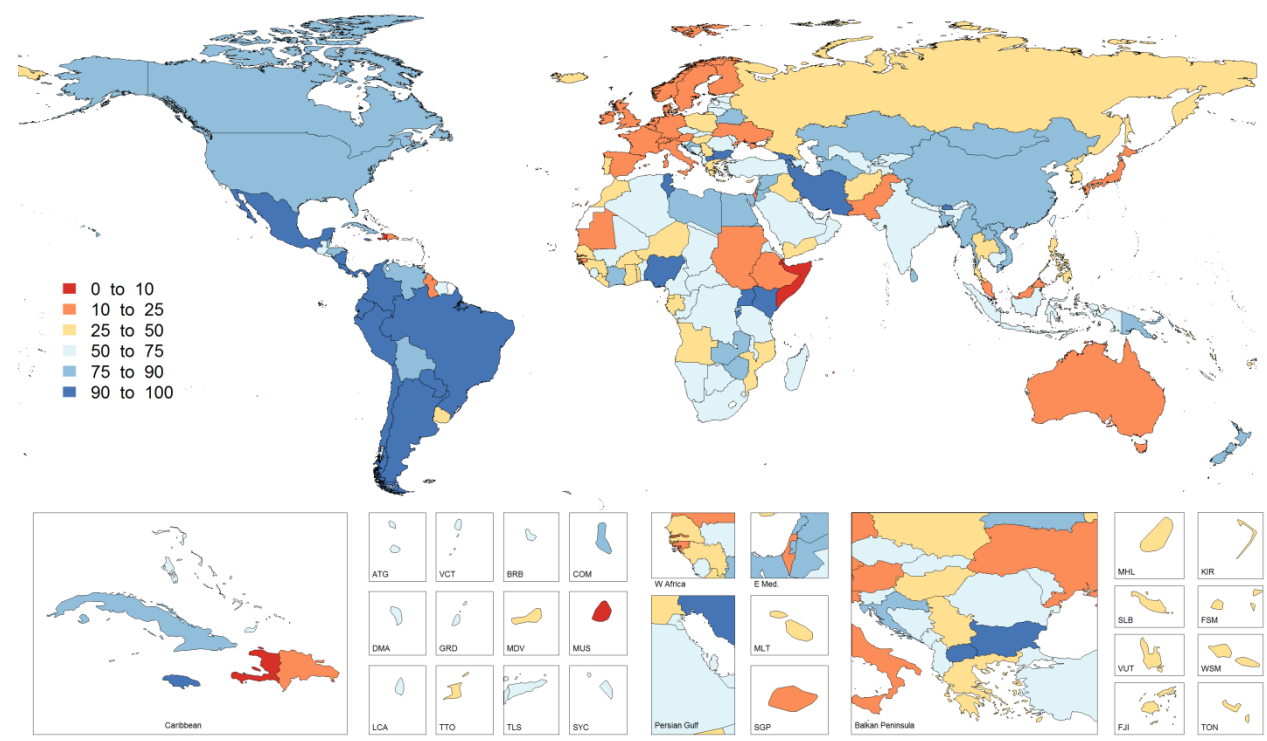 0 to 10
10 to 25
25 to 50
50 to 75
75 to 90
90 to 100
Caribbean
ATG
VCT
BRB
COM
DMA
GRD
MDV
MUS
LCA
TTO
TLS
SYC
W Africa
E Med.
Persian Gulf
MLT
SGP
Balkan Peninsula
MHL
KIR
SLB
FSM
VUT
WSM
FJI
TON